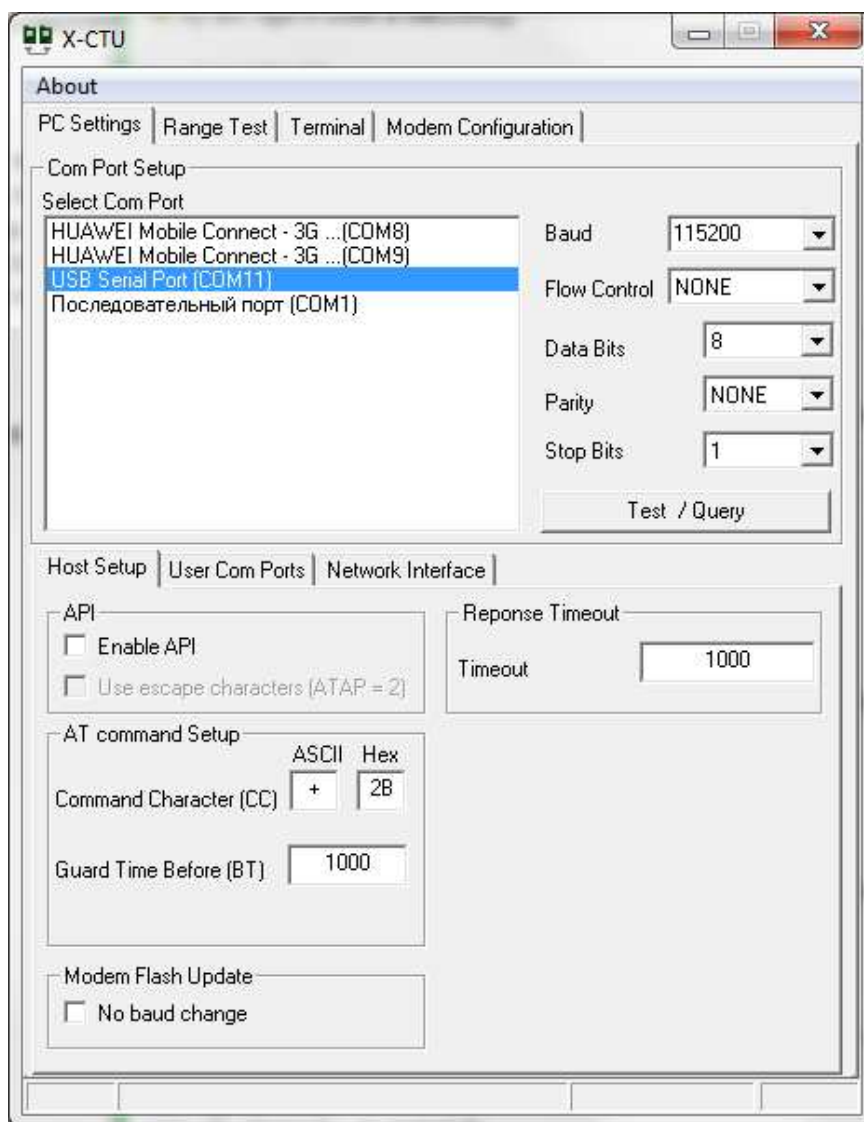 X-CTU
About
PC Settings Range Test Terminal Modem Configuration
Com Port Setup
Select Com Port
HUAWEI Mobile Connect - 3G ...(COM8)
HUAWEI Mobile Connect - 3G ...(COM9)
USB Serial Port (COM11)
Последовательный порт (COM1)
Baud 115200
Flow Control NONE
Data Bits 8
Parity NONE
Stop Bits 1
Test / Query
Host Setup User Com Ports Network Interface
API
Enable API
Use escape characters (ATAP = 2)
Reponse Timeout
Timeout 1000
AT command Setup
ASCII Hex
Command Character (CC) + 2B
Guard Time Before (BT) 1000
Modem Flash Update
No baud change